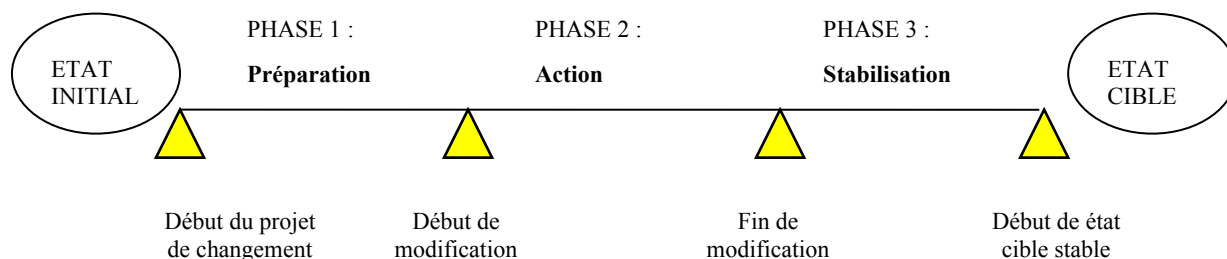 ETAT
INITIAL
PHASE 1 :
Préparation
PHASE 2 :
Action
PHASE 3 :
Stabilisation
ETAT
CIBLE
Début du projet
de changement
Début de
modification
Fin de
modification
Début de état
cible stable